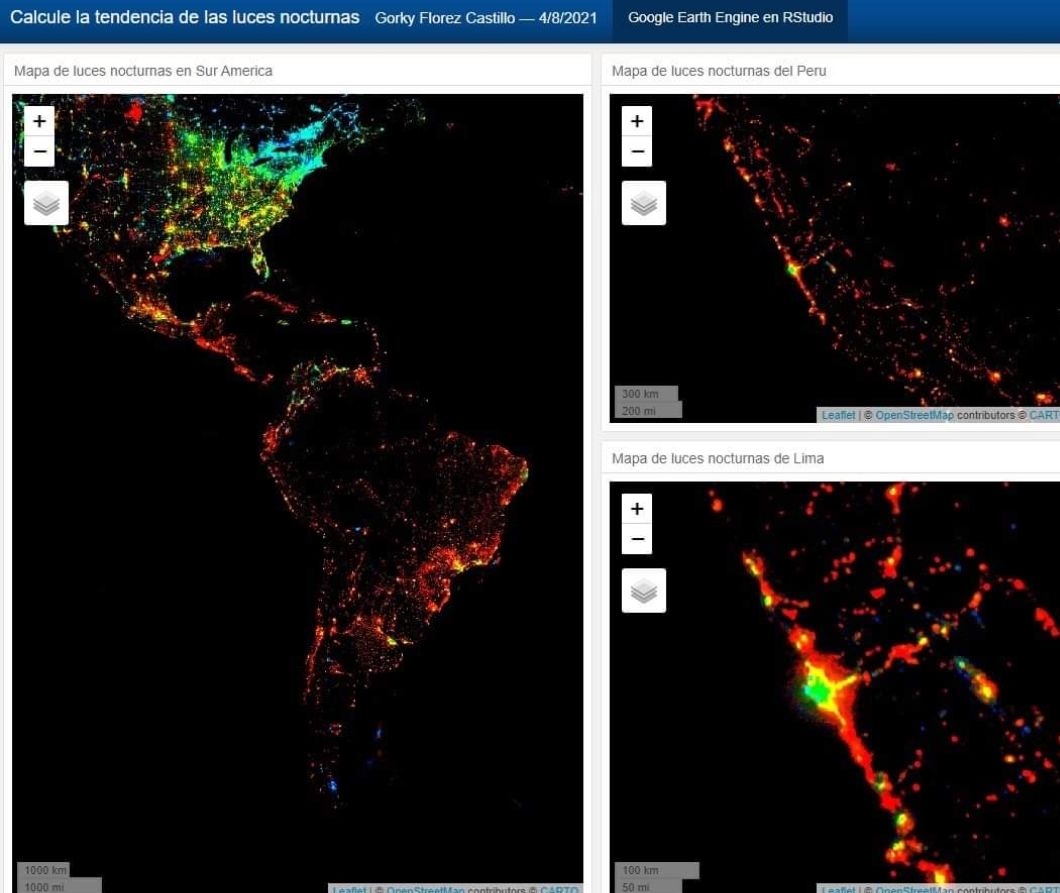 Calcule la tendencia de las luces nocturnas Gorky Florez Castillo — 4/8/2021 Google Earth Engine en RStudio
Mapa de luces nocturnas en Sur America
+
−
1000 km
1000 mi
Leaflet | © OpenStreetMap contributors © CARTO
Mapa de luces nocturnas del Peru
+
−
300 km
200 mi
Leaflet | © OpenStreetMap contributors © CART
Mapa de luces nocturnas de Lima
+
−
100 km
50 mi
Leaflet | © OpenStreetMap contributors © CART